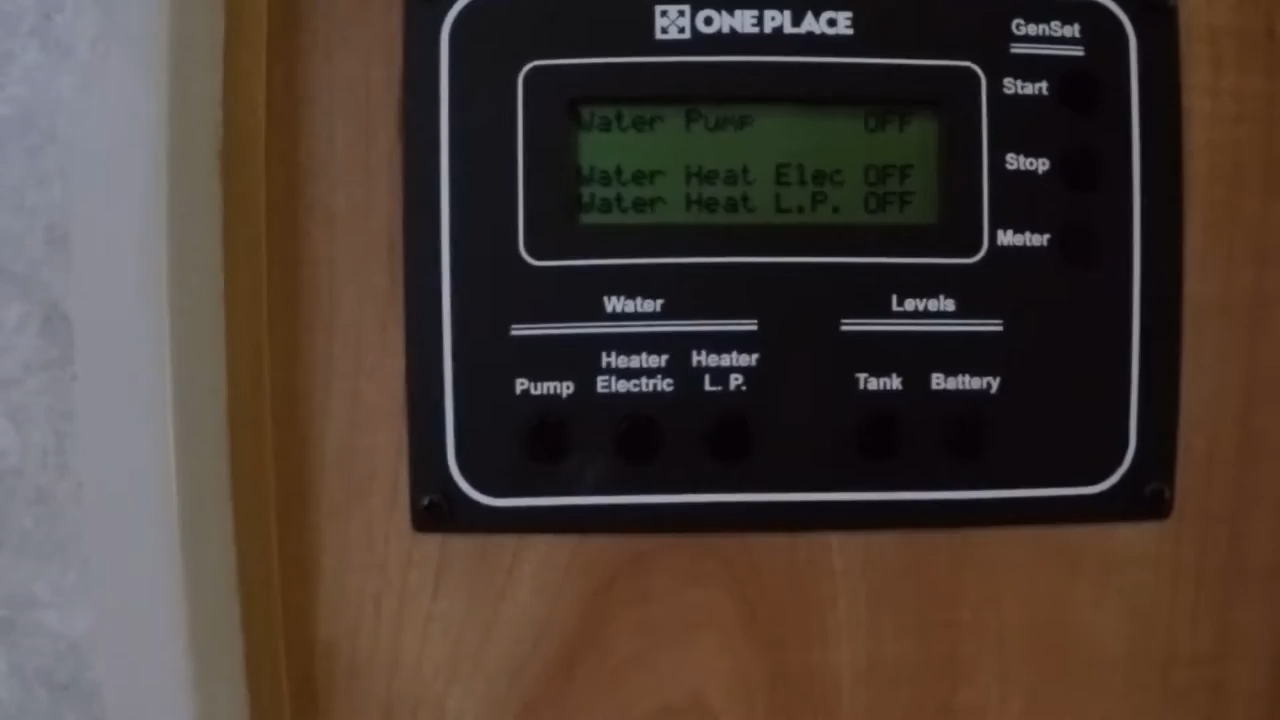 ONE PLACE
GenSet
Start
Stop
Meter
Water Pump OFF
Water Heat Elec OFF
Water Heat L.P. OFF
Water
Pump
Heater
Electric
Heater
L. P.
Levels
Tank
Battery